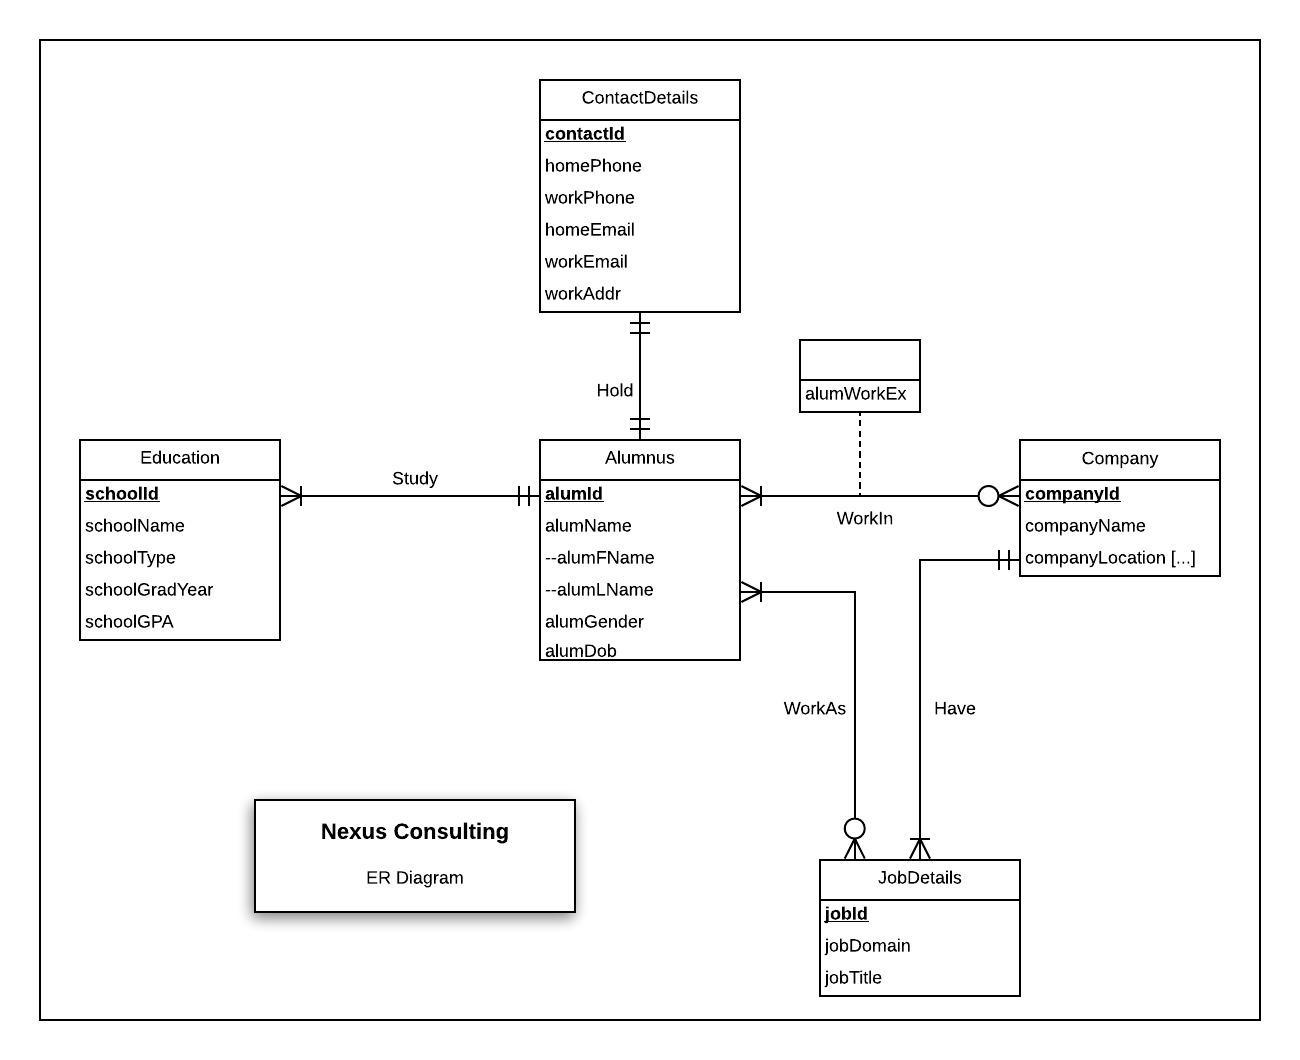 ContactDetails
contactId
homePhone
workPhone
homeEmail
workEmail
workAddr
Hold
alumWorkEx
Education
schoolId
schoolName
schoolType
schoolGradYear
schoolGPA
Study
Alumnus
alumId
alumName
--alumFName
--alumLName
alumGender
alumDob
WorkIn
Company
companyId
companyName
companyLocation [...]
WorkAs
Have
Nexus Consulting
ER Diagram
JobDetails
jobId
jobDomain
jobTitle